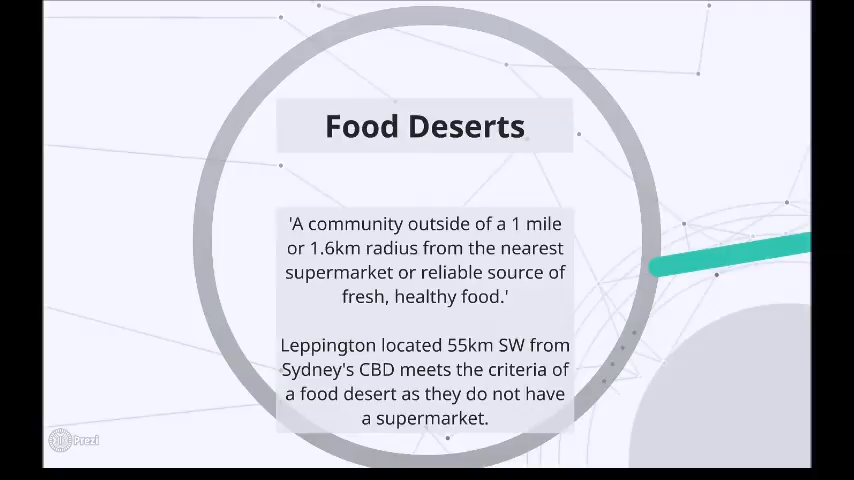 Food Deserts
'A community outside of a 1 mile
or 1.6km radius from the nearest
supermarket or reliable source of
fresh, healthy food.'
Leppington located 55km SW from
Sydney's CBD meets the criteria of
a food desert as they do not have
a supermarket.
Prezi